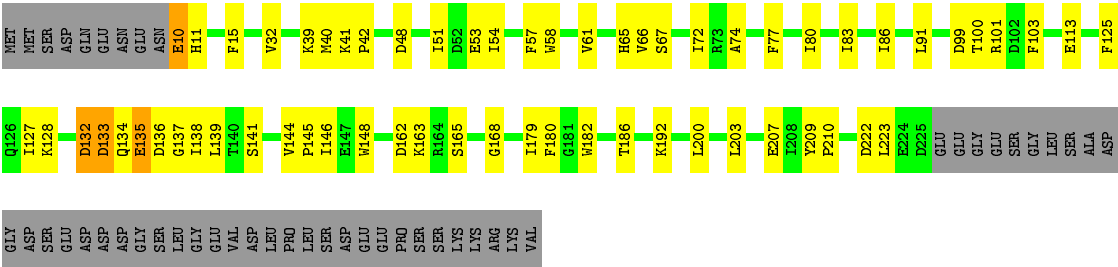 MET MET SER ASP GLN GLU ASN GLU ASN E10 H11 F15 V32 K39 M40 K41 P42 D48 I51 D52 E53 I54 F57 W58 V61 H65 V66 S67 I72 R73 A74 F77 I80 I83 I86 L91 D99 T100 R101 D102 F103 E113 F125
Q126 I127 K128 D132 D133 Q134 E135 D136 G137 I138 L139 T140 S141 V144 P145 I146 E147 W148 D162 K163 R164 S165 G168 I179 F180 G181 W182 T186 K192 L200 L203 E207 I208 Y209 P210 D222 L223 E224 D225 GLU GLU GLY GLU SER GLY LEU SER ALA ASP
GLY ASP SER GLU ASP ASP ASP GLY SER LEU GLY GLU VAL ASP LEU PRO LEU SER ASP GLU GLU PRO SER SER LYS LYS ARG LYS VAL